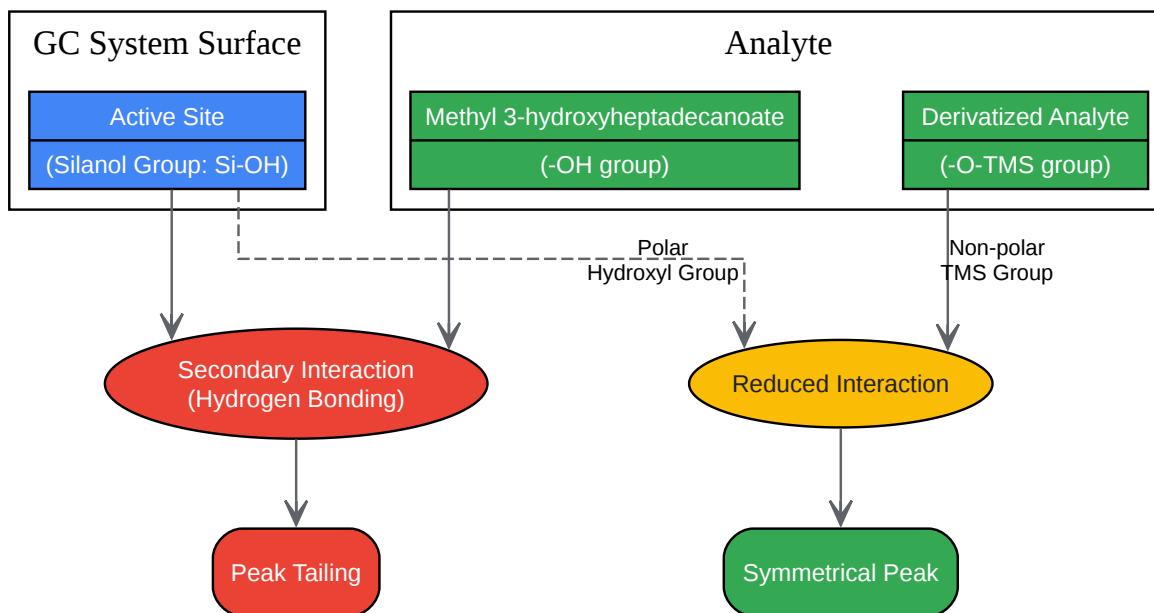 GC System Surface
Analyte
Active Site
(Silanol Group: Si-OH)
Methyl 3-hydroxyheptadecanoate
(-OH group)
Derivatized Analyte
(-O-TMS group)
Polar
Hydroxyl Group
Non-polar
TMS Group
Secondary Interaction
(Hydrogen Bonding)
Reduced Interaction
Peak Tailing
Symmetrical Peak